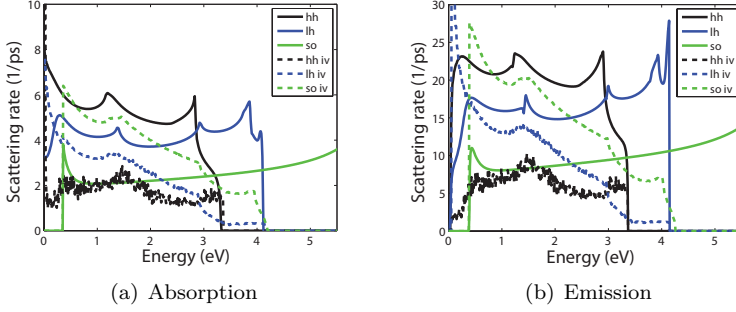 Scattering rate (1/ps)
10
8
6
4
2
0
0
1
2
3
4
5
Energy (eV)
hh
lh
so
hh iv
lh iv
so iv
(a) Absorption
Scattering rate (1/ps)
30
25
20
15
10
5
0
0
1
2
3
4
5
Energy (eV)
hh
lh
so
hh iv
lh iv
so iv
(b) Emission